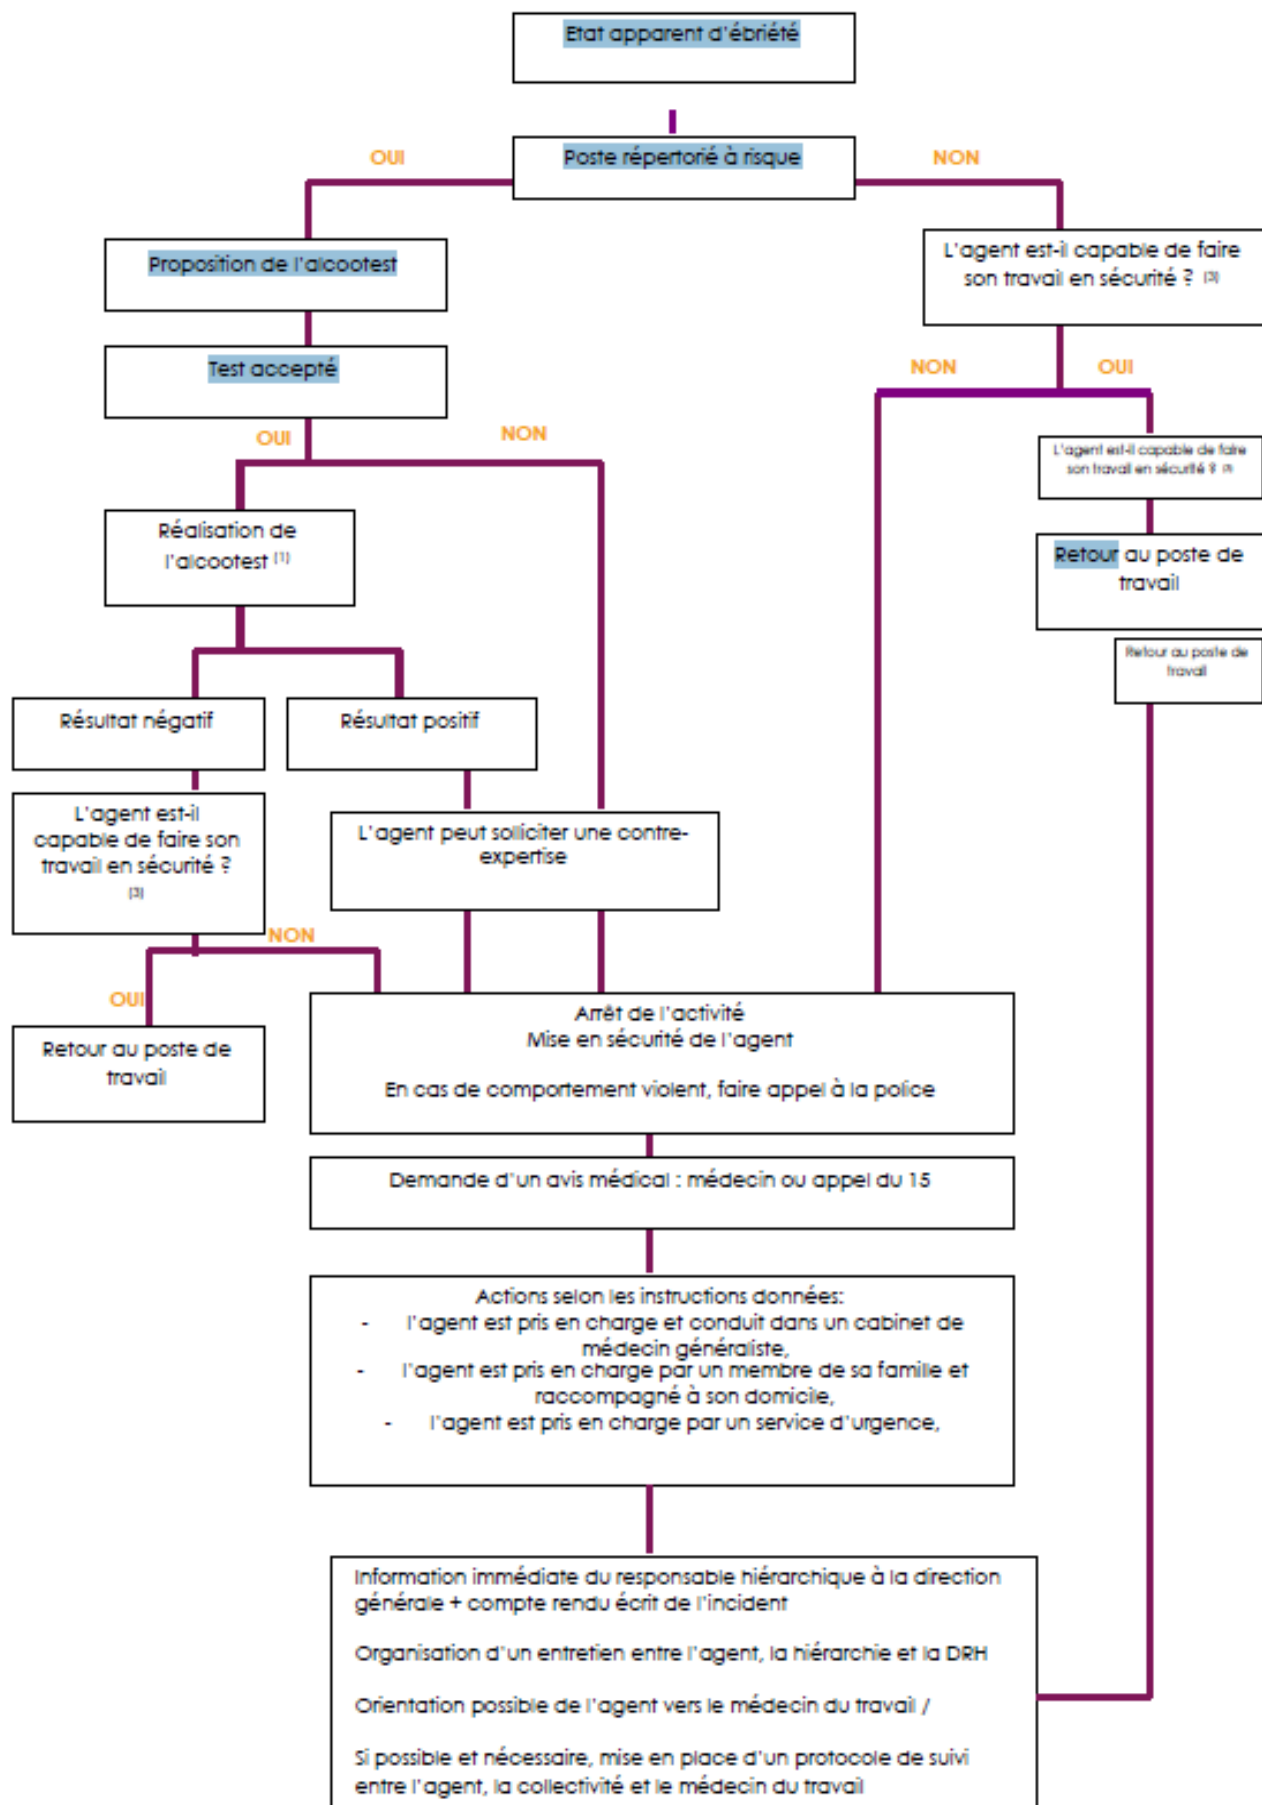 Etat apparent d'ébriété
Poste répertorié à risque
OUI
NON
Proposition de l'alcootest
L'agent est-il capable de faire
son travail en sécurité ? (3)
Test accepté
NON
OUI
OUI
NON
L'agent est-il capable de faire
son travail en sécurité ? (3)
Réalisation de
l'alcootest (1)
Retour au poste de
travail
Retour au poste de
travail
Résultat négatif
Résultat positif
L'agent est-il
capable de faire son
travail en sécurité ?
(3)
L'agent peut solliciter une contre-
expertise
NON
OUI
Retour au poste de
travail
Arrêt de l'activité
Mise en sécurité de l'agent
En cas de comportement violent, faire appel à la police
Demande d'un avis médical : médecin ou appel du 15
Actions selon les instructions données:
- l'agent est pris en charge et conduit dans un cabinet de
médecin généraliste,
- l'agent est pris en charge par un membre de sa famille et
raccompagné à son domicile,
- l'agent est pris en charge par un service d'urgence,
Information immédiate du responsable hiérarchique à la direction
générale + compte rendu écrit de l'incident
Organisation d'un entretien entre l'agent, la hiérarchie et la DRH
Orientation possible de l'agent vers le médecin du travail /
Si possible et nécessaire, mise en place d'un protocole de suivi
entre l'agent, la collectivité et le médecin du travail